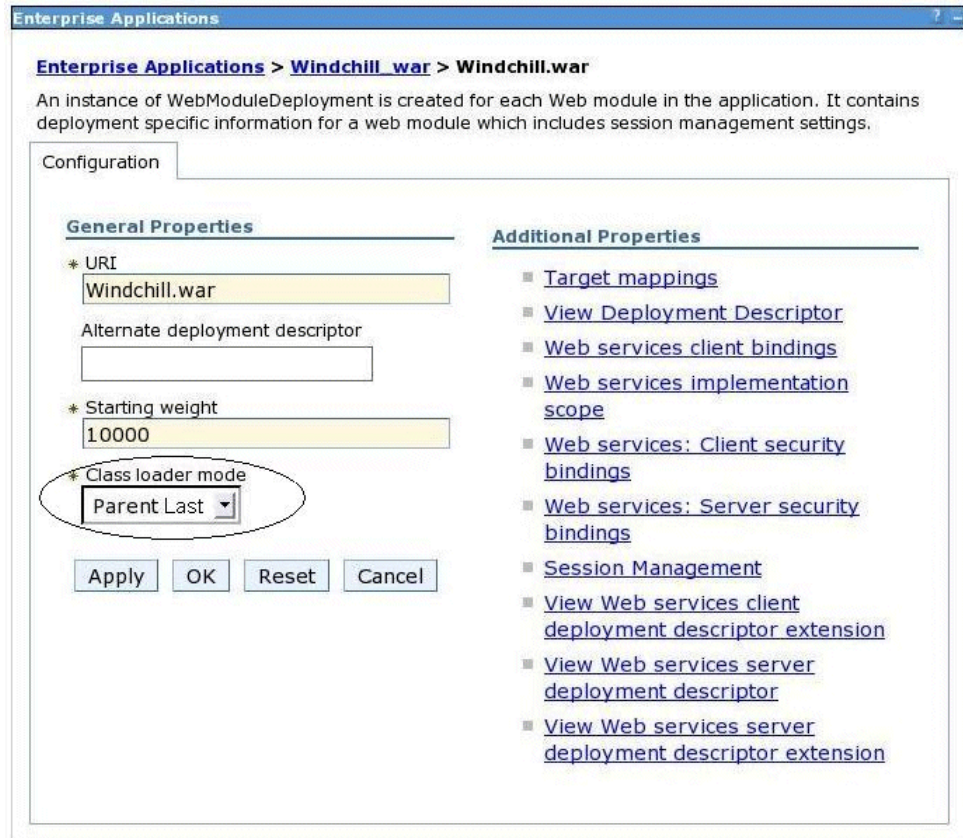 Enterprise Applications
? –
Enterprise Applications > Windchill_war > Windchill.war
An instance of WebModuleDeployment is created for each Web module in the application. It contains
deployment specific information for a web module which includes session management settings.
Configuration
General Properties
* URI
Windchill.war
Alternate deployment descriptor
* Starting weight
10000
* Class loader mode
Parent Last
Apply
OK
Reset
Cancel
Additional Properties
Target mappings
View Deployment Descriptor
Web services client bindings
Web services implementation
scope
Web services: Client security
bindings
Web services: Server security
bindings
Session Management
View Web services client
deployment descriptor extension
View Web services server
deployment descriptor
View Web services server
deployment descriptor extension